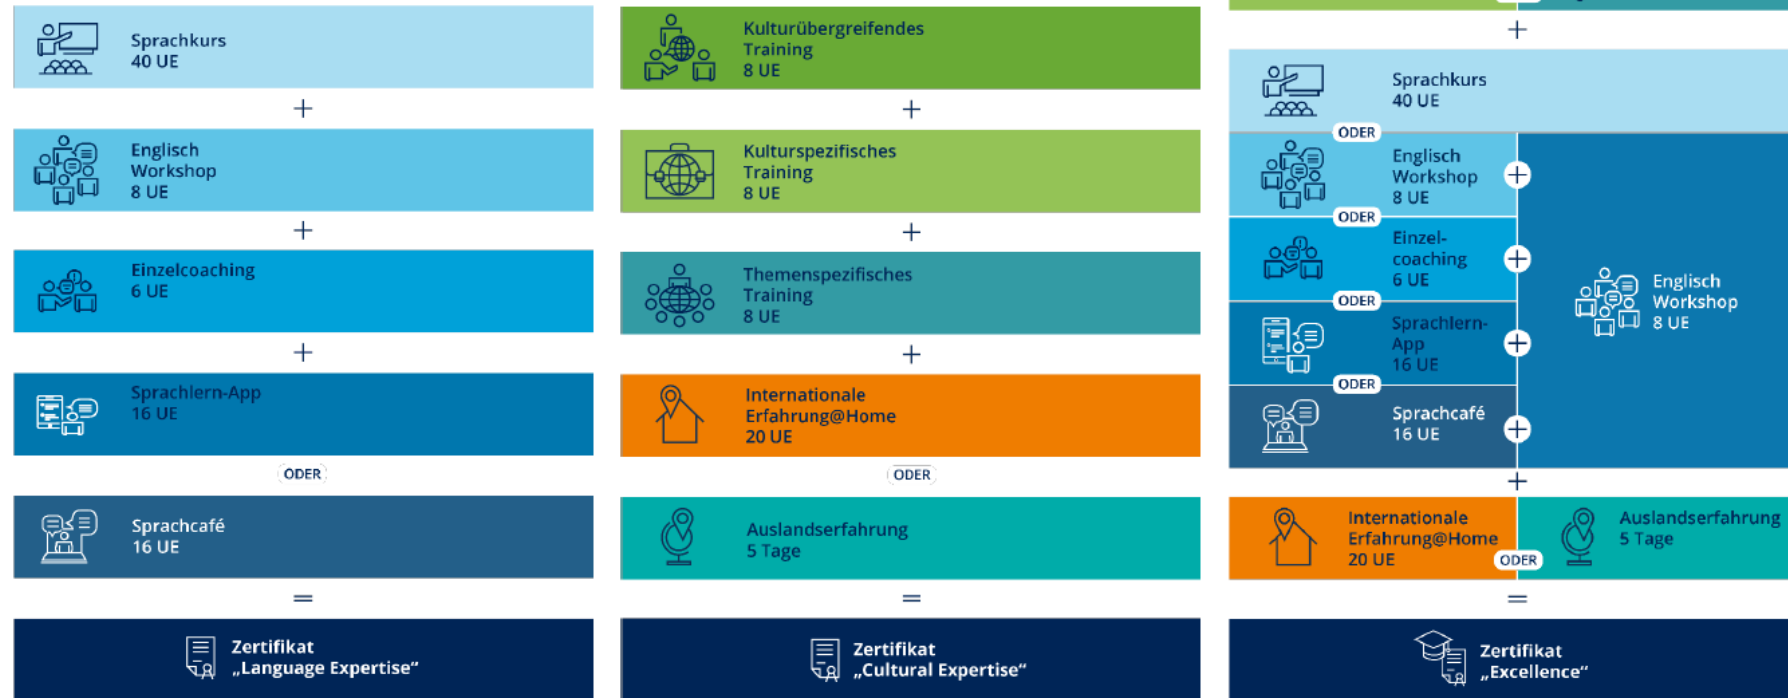 Sprachkurs
40 UE
+
Englisch
Workshop
8 UE
+
Einzelcoaching
6 UE
+
Sprachlern-App
16 UE
ODER
Sprachcafé
16 UE
=
Zertifikat
„Language Expertise“
Kulturübergreifendes
Training
8 UE
+
Kulturspezifisches
Training
8 UE
+
Themenspezifisches
Training
8 UE
+
Internationale
Erfahrung@Home
20 UE
ODER
Auslandserfahrung
5 Tage
=
Zertifikat
„Cultural Expertise“
+
Sprachkurs
40 UE
ODER
Englisch
Workshop
8 UE
+
ODER
Einzel-
coaching
6 UE
+
ODER
Sprachlern-
App
16 UE
+
ODER
Sprachcafé
16 UE
+
Englisch
Workshop
8 UE
+
Internationale
Erfahrung@Home
20 UE
ODER
Auslandserfahrung
5 Tage
=
Zertifikat
„Excellence“